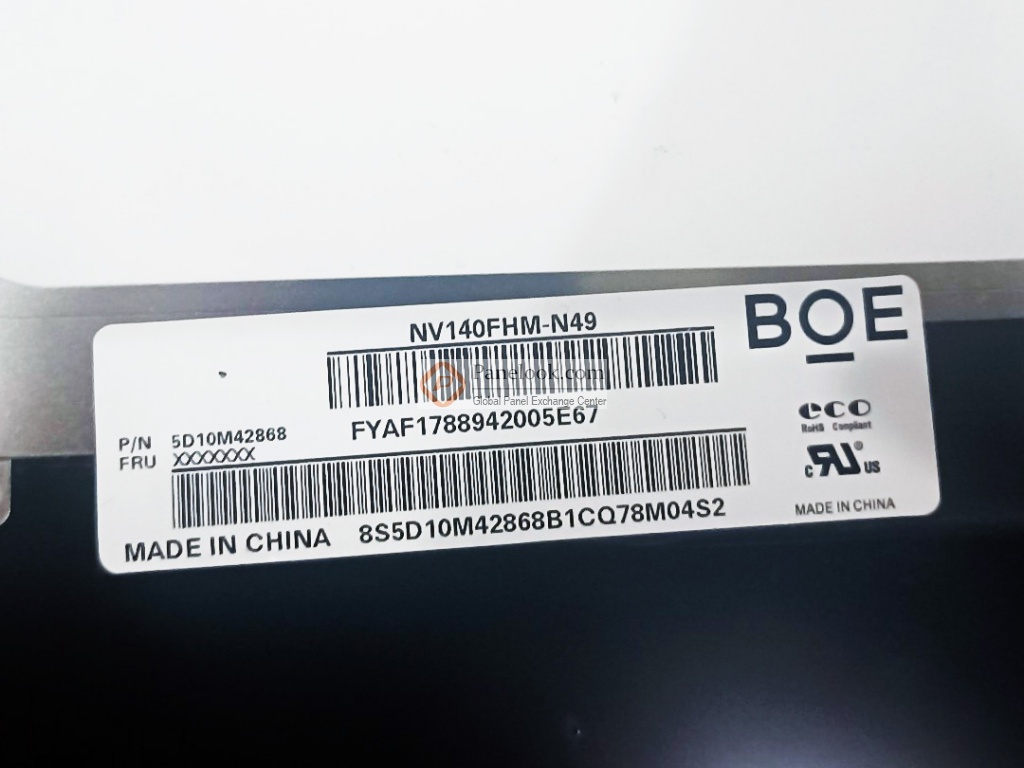 NV140FHM-N49
BOE
Panelook.com
Global Panel Exchange Center
FYAF1788942005E67
eco
RoHS Compliant
P/N 5D10M42868
FRU XXXXXXX
c RU ® US
MADE IN CHINA
8S5D10M42868B1CQ78M04S2
MADE IN CHINA